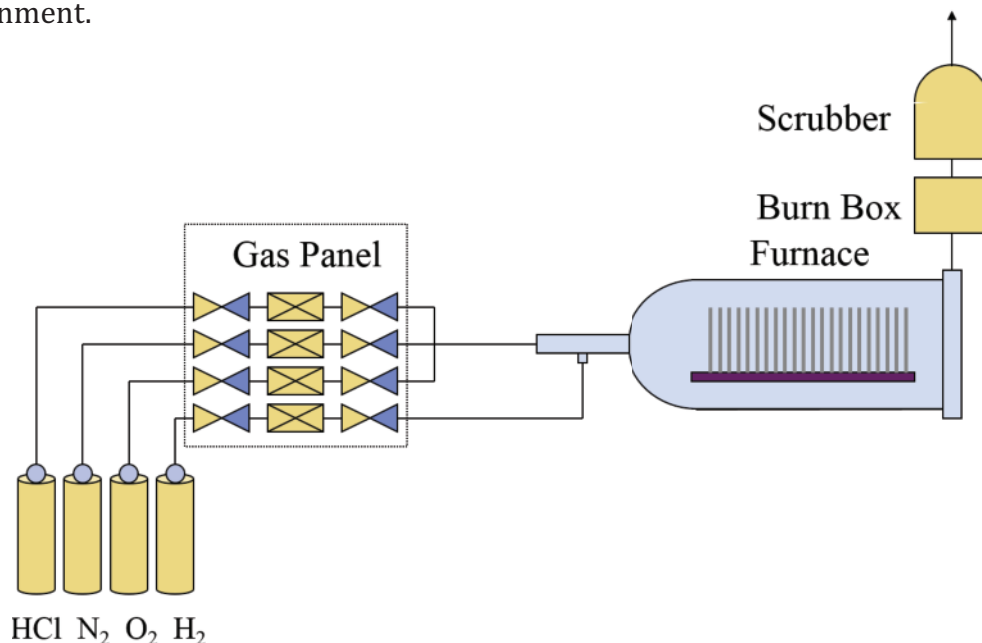 nment.
Scrubber
Burn Box
Furnace
Gas Panel
HCl N₂ O₂ H₂